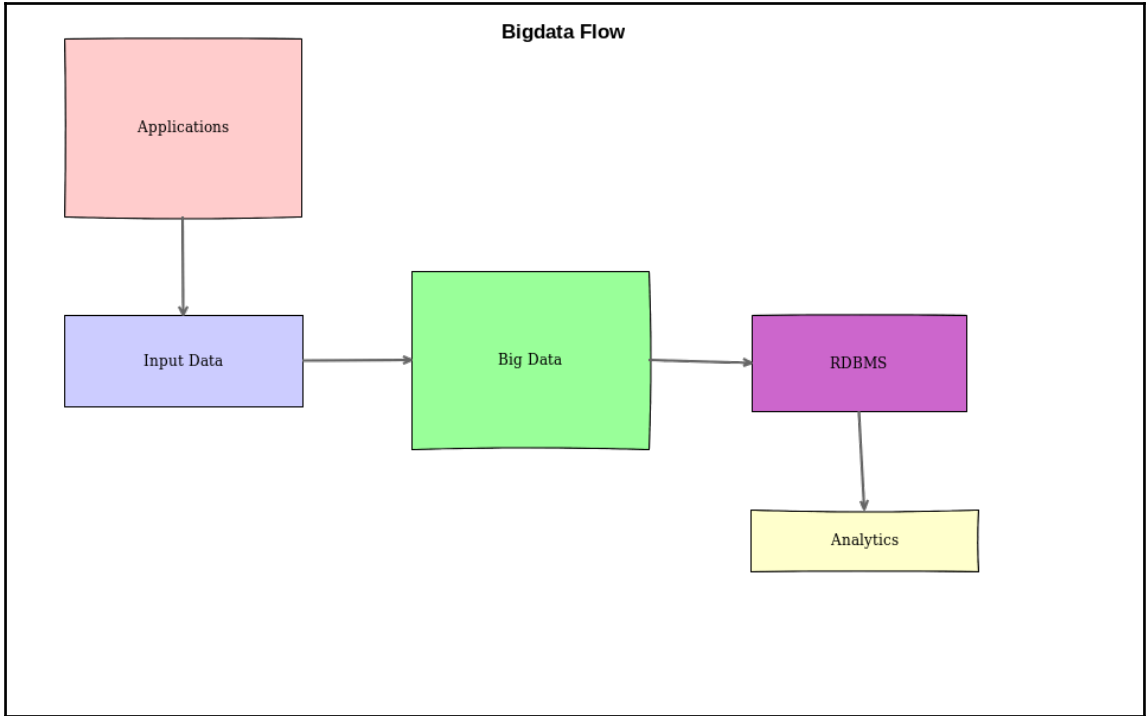 Bigdata Flow
Applications
Input Data
Big Data
RDBMS
Analytics